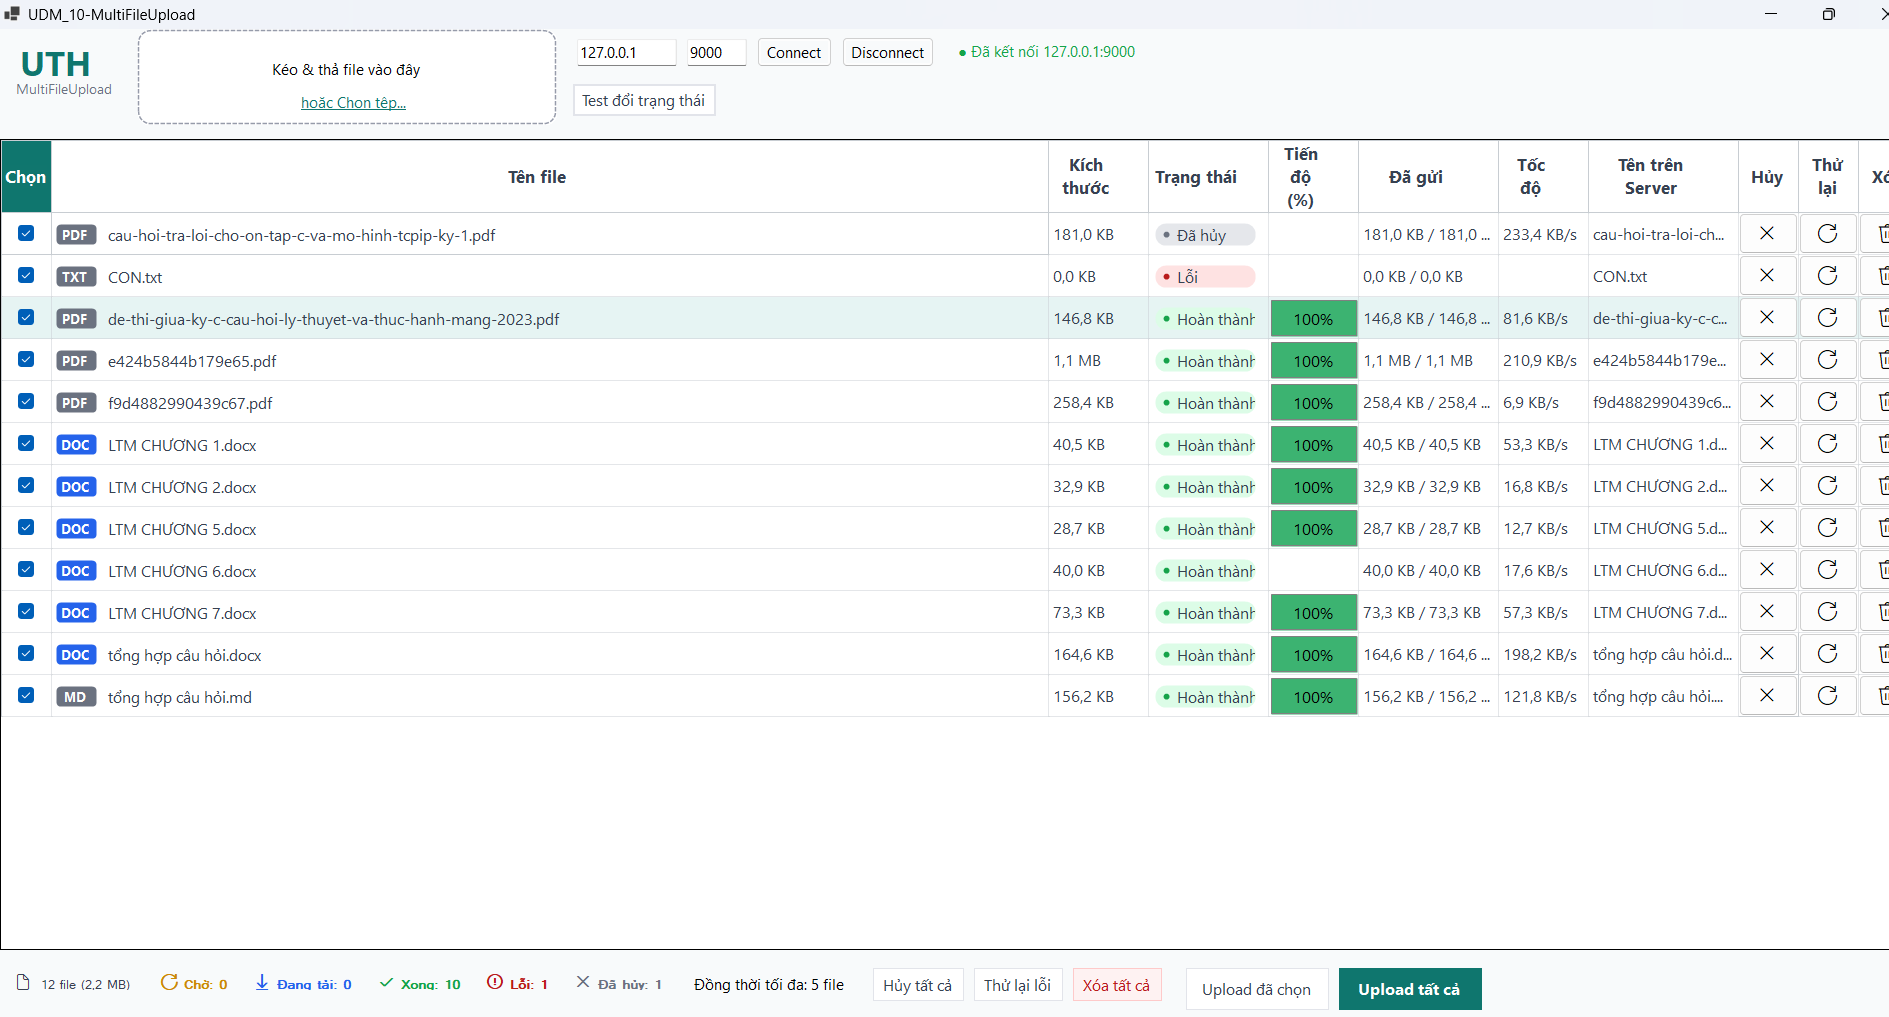 UDM_10-MultiFileUpload
UTH
MultiFileUpload
Kéo & thả file vào đây
hoặc Chọn tệp...
127.0.0.1
9000
Connect
Disconnect
● Đã kết nối 127.0.0.1:9000
Test đổi trạng thái
Chọn
Tên file
Kích thước
Trạng thái
Tiến độ (%)
Đã gửi
Tốc độ
Tên trên Server
Hủy
Thử lại
Xó
PDF cau-hoi-tra-loi-cho-on-tap-c-va-mo-hinh-tcpip-ky-1.pdf 181,0 KB Đã hủy 181,0 KB / 181,0 ... 233,4 KB/s cau-hoi-tra-loi-ch...
TXT CON.txt 0,0 KB Lỗi 0,0 KB / 0,0 KB CON.txt
PDF de-thi-giua-ky-c-cau-hoi-ly-thuyet-va-thuc-hanh-mang-2023.pdf 146,8 KB Hoàn thành 100% 146,8 KB / 146,8 ... 81,6 KB/s de-thi-giua-ky-c-c...
PDF e424b5844b179e65.pdf 1,1 MB Hoàn thành 100% 1,1 MB / 1,1 MB 210,9 KB/s e424b5844b179e...
PDF f9d4882990439c67.pdf 258,4 KB Hoàn thành 100% 258,4 KB / 258,4 ... 6,9 KB/s f9d4882990439c6...
DOC LTM CHƯƠNG 1.docx 40,5 KB Hoàn thành 100% 40,5 KB / 40,5 KB 53,3 KB/s LTM CHƯƠNG 1.d...
DOC LTM CHƯƠNG 2.docx 32,9 KB Hoàn thành 100% 32,9 KB / 32,9 KB 16,8 KB/s LTM CHƯƠNG 2.d...
DOC LTM CHƯƠNG 5.docx 28,7 KB Hoàn thành 100% 28,7 KB / 28,7 KB 12,7 KB/s LTM CHƯƠNG 5.d...
DOC LTM CHƯƠNG 6.docx 40,0 KB Hoàn thành 40,0 KB / 40,0 KB 17,6 KB/s LTM CHƯƠNG 6.d...
DOC LTM CHƯƠNG 7.docx 73,3 KB Hoàn thành 100% 73,3 KB / 73,3 KB 57,3 KB/s LTM CHƯƠNG 7.d...
DOC tổng hợp câu hỏi.docx 164,6 KB Hoàn thành 100% 164,6 KB / 164,6 ... 198,2 KB/s tổng hợp câu hỏi.d...
MD tổng hợp câu hỏi.md 156,2 KB Hoàn thành 100% 156,2 KB / 156,2 ... 121,8 KB/s tổng hợp câu hỏi....
12 file (2,2 MB)
Chờ: 0
Đang tải: 0
Xong: 10
Lỗi: 1
Đã hủy: 1
Đồng thời tối đa: 5 file
Hủy tất cả
Thử lại lỗi
Xóa tất cả
Upload đã chọn
Upload tất cả